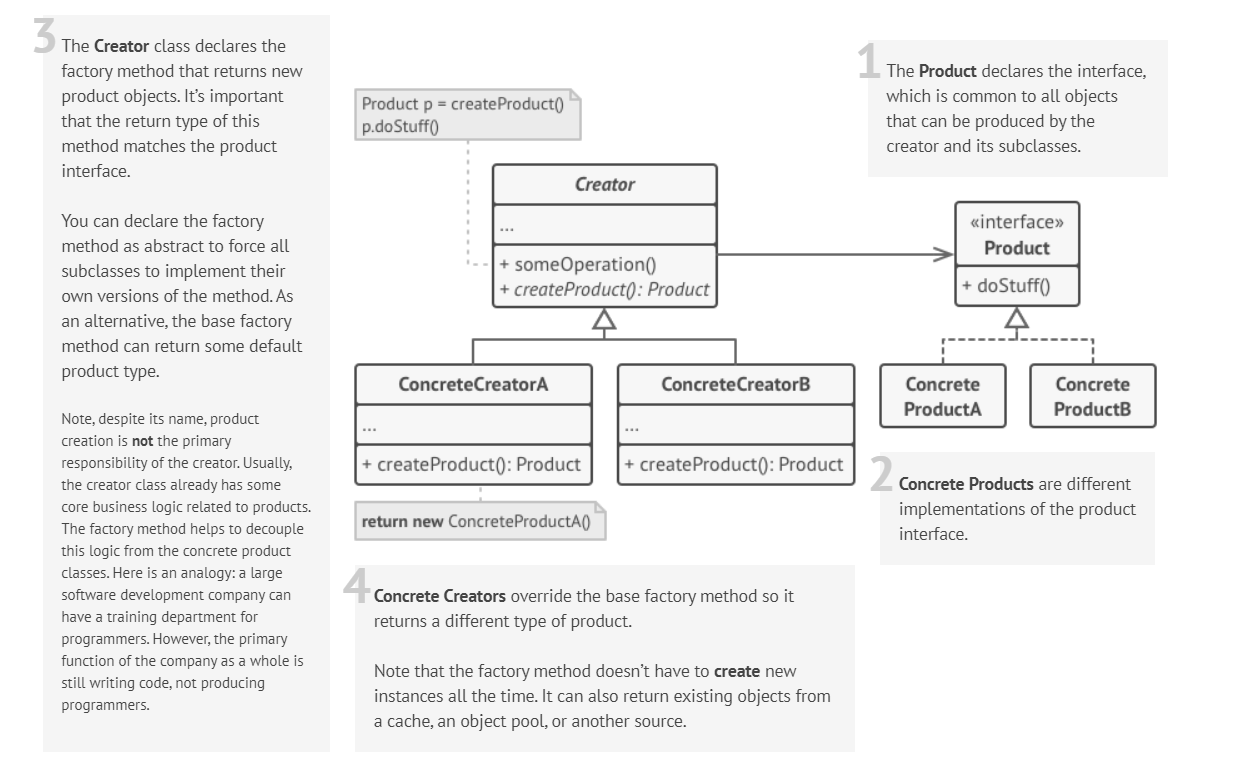 3
The Creator class declares the
factory method that returns new
product objects. It’s important
that the return type of this
method matches the product
interface.
You can declare the factory
method as abstract to force all
subclasses to implement their
own versions of the method. As
an alternative, the base factory
method can return some default
product type.
Note, despite its name, product
creation is not the primary
responsibility of the creator. Usually,
the creator class already has some
core business logic related to products.
The factory method helps to decouple
this logic from the concrete product
classes. Here is an analogy: a large
software development company can
have a training department for
programmers. However, the primary
function of the company as a whole is
still writing code, not producing
programmers.
Product p = createProduct()
p.doStuff()
Creator
...
+ someOperation()
+ createProduct(): Product
ConcreteCreatorA
...
+ createProduct(): Product
return new ConcreteProductA()
ConcreteCreatorB
...
+ createProduct(): Product
1
The Product declares the interface,
which is common to all objects
that can be produced by the
creator and its subclasses.
«interface»
Product
+ doStuff()
Concrete
ProductA
Concrete
ProductB
2
Concrete Products are different
implementations of the product
interface.
4
Concrete Creators override the base factory method so it
returns a different type of product.
Note that the factory method doesn’t have to create new
instances all the time. It can also return existing objects from
a cache, an object pool, or another source.